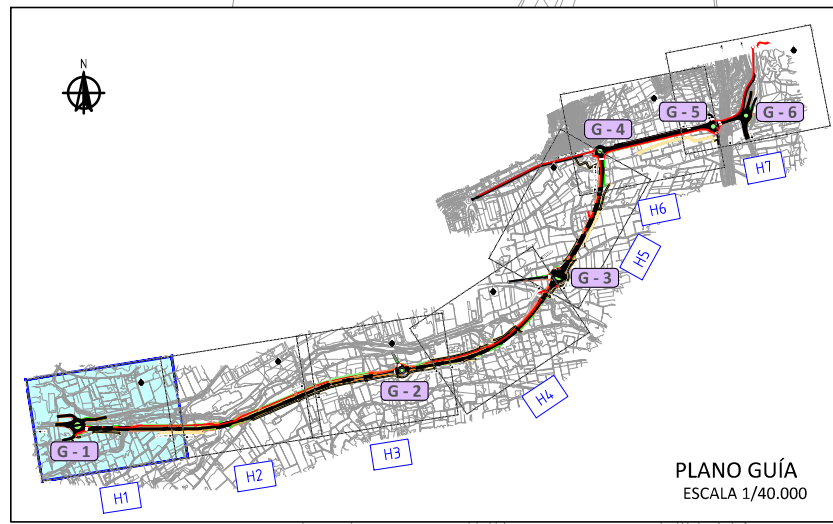 N
G - 4
G - 5
G - 6
H7
H6
H5
G - 3
G - 2
H4
G - 1
H3
H2
H1
PLANO GUÍA
ESCALA 1/40.000